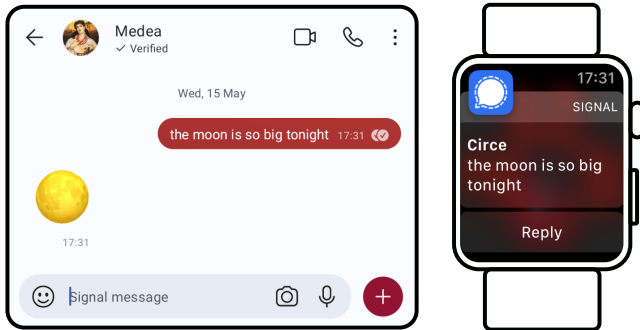 Medea
Verified
Wed, 15 May
the moon is so big tonight 17:31
17:31
Signal message
17:31
SIGNAL
Circe
the moon is so big
tonight
Reply